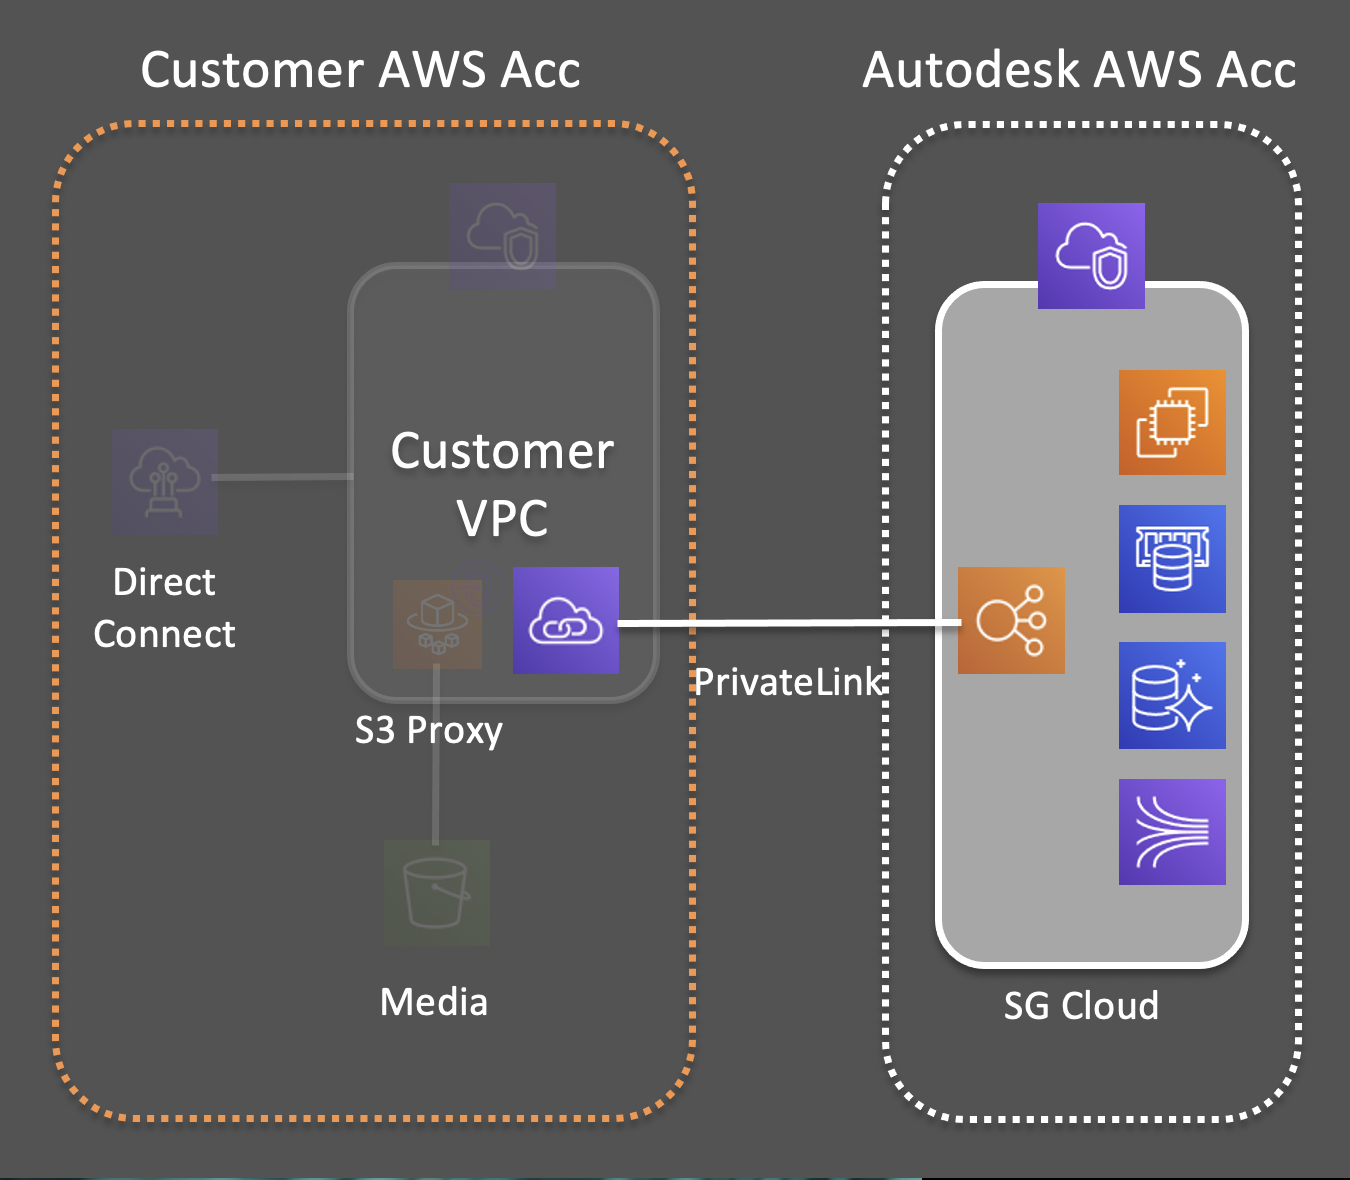 Customer AWS Acc
Autodesk AWS Acc
Customer
VPC
Direct
Connect
PrivateLink
S3 Proxy
Media
SG Cloud